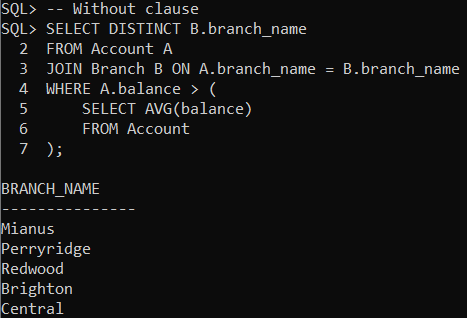 SQL> -- Without clause
SQL> SELECT DISTINCT B.branch_name
  2  FROM Account A
  3  JOIN Branch B ON A.branch_name = B.branch_name
  4  WHERE A.balance > (
  5      SELECT AVG(balance)
  6      FROM Account
  7  );

BRANCH_NAME
---------------
Mianus
Perryridge
Redwood
Brighton
Central